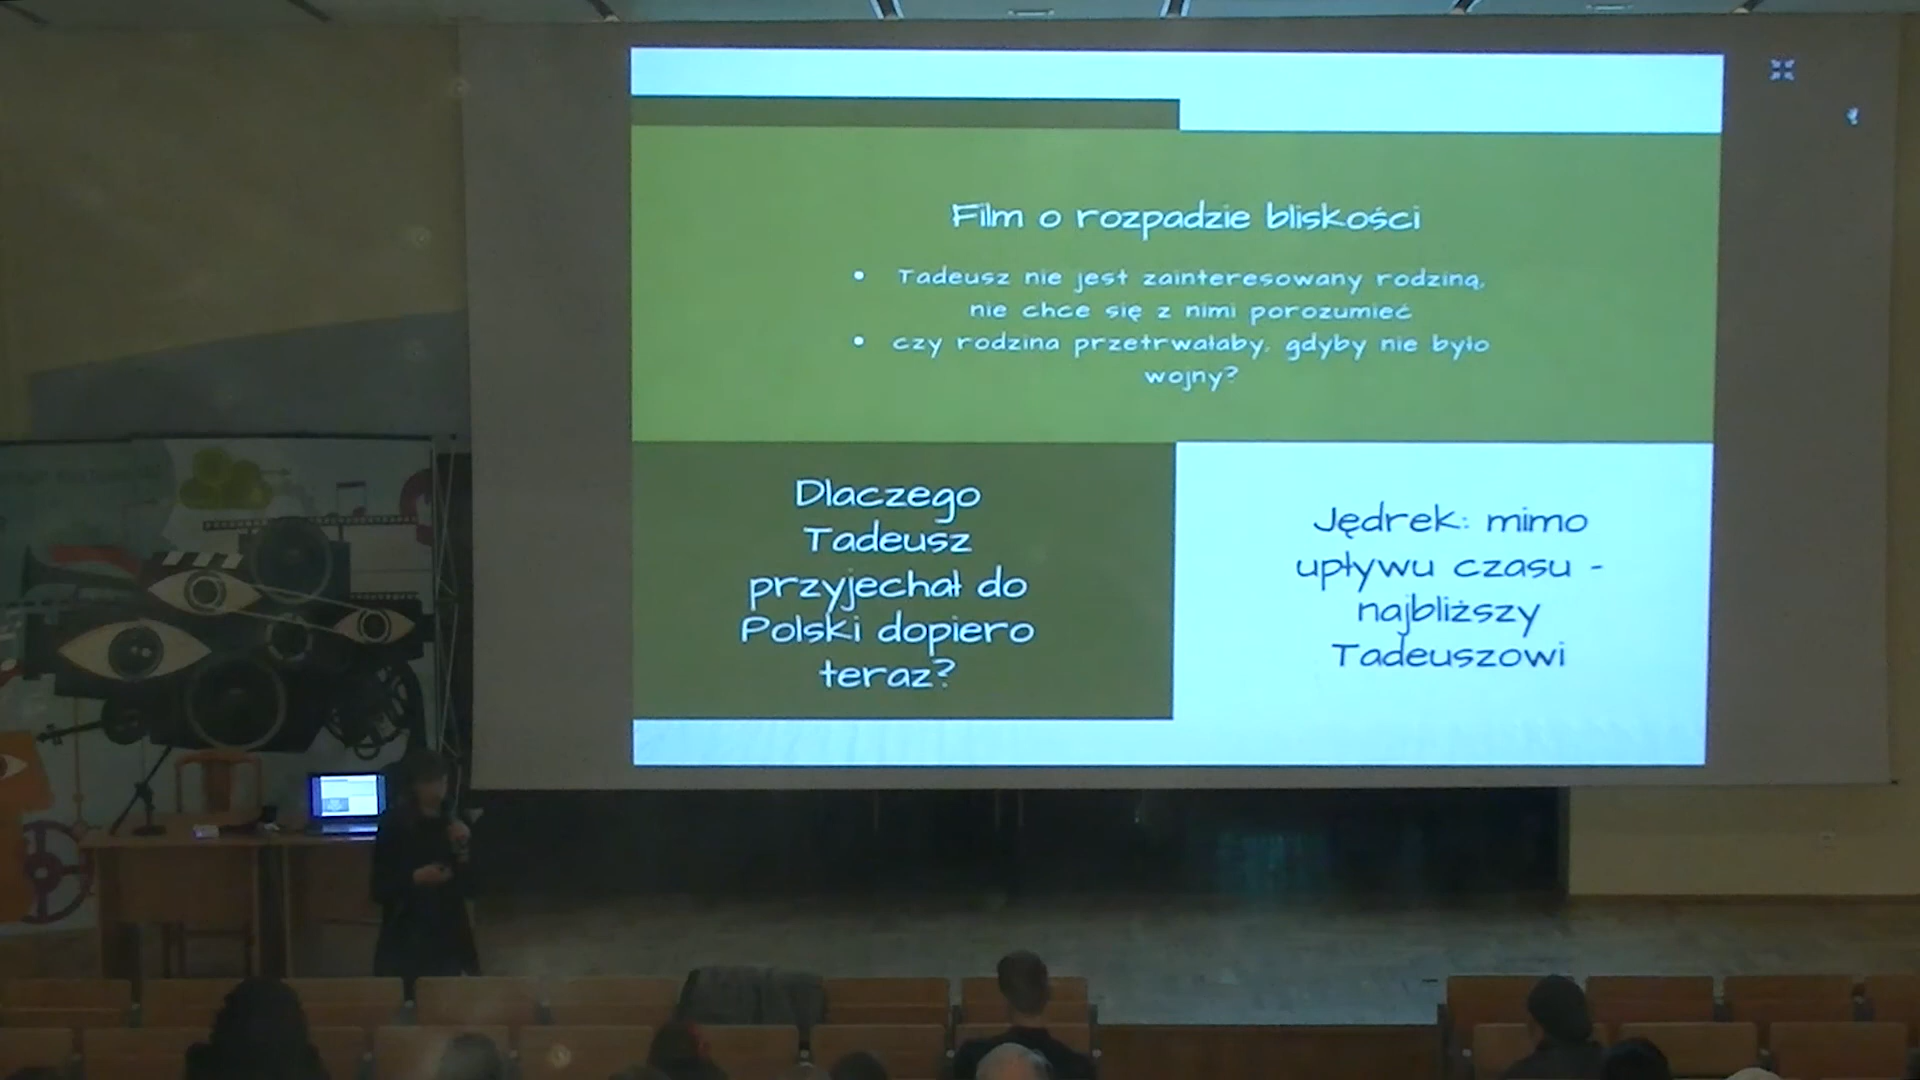 Film o rozpadzie bliskości
• Tadeusz nie jest zainteresowany rodziną,
nie chce się z nimi porozumieć
• czy rodzina przetrwałaby, gdyby nie było
wojny?
Dlaczego
Tadeusz
przyjechał do
Polski dopiero
teraz?
Jędrek: mimo
upływu czasu -
najbliższy
Tadeuszowi